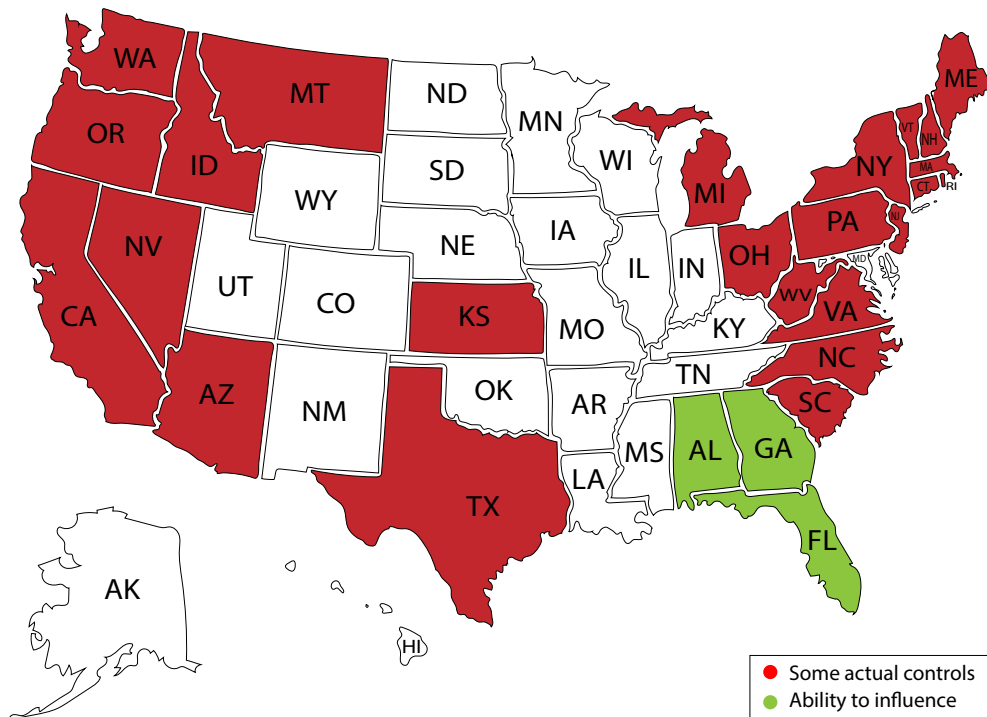 WA
MT
ND
MN
ME
OR
ID
SD
WI
VT
NH
NY
MA
CT
RI
WY
MI
PA
NJ
NV
NE
IA
IL
IN
OH
MD
UT
CO
WV
VA
CA
KS
MO
KY
NC
AZ
NM
OK
AR
TN
SC
MS
AL
GA
LA
TX
FL
AK
HI
Some actual controls
Ability to influence